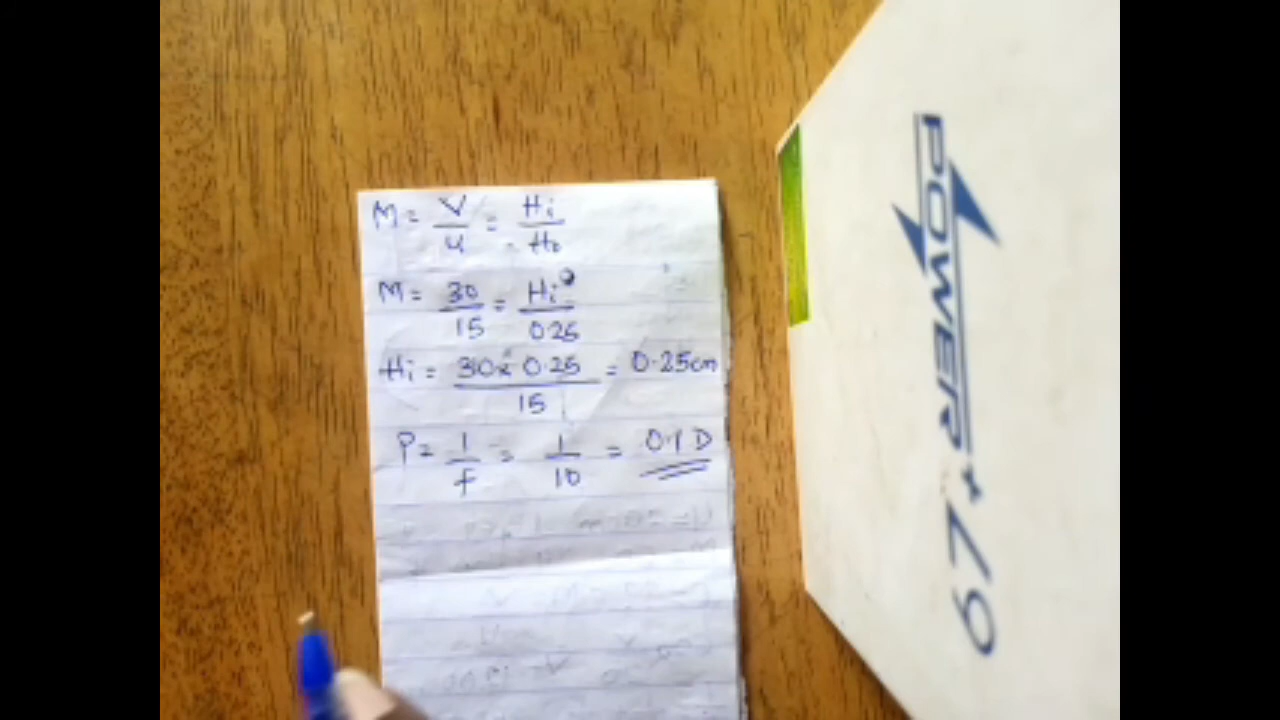 M = V/u = Hi/Ho
M = 30/15 = Hi/0.25
Hi = 30 x 0.25/15 = 0.25cm
P = 1/f = 1/10 = 0.1 D
POWER+ L9